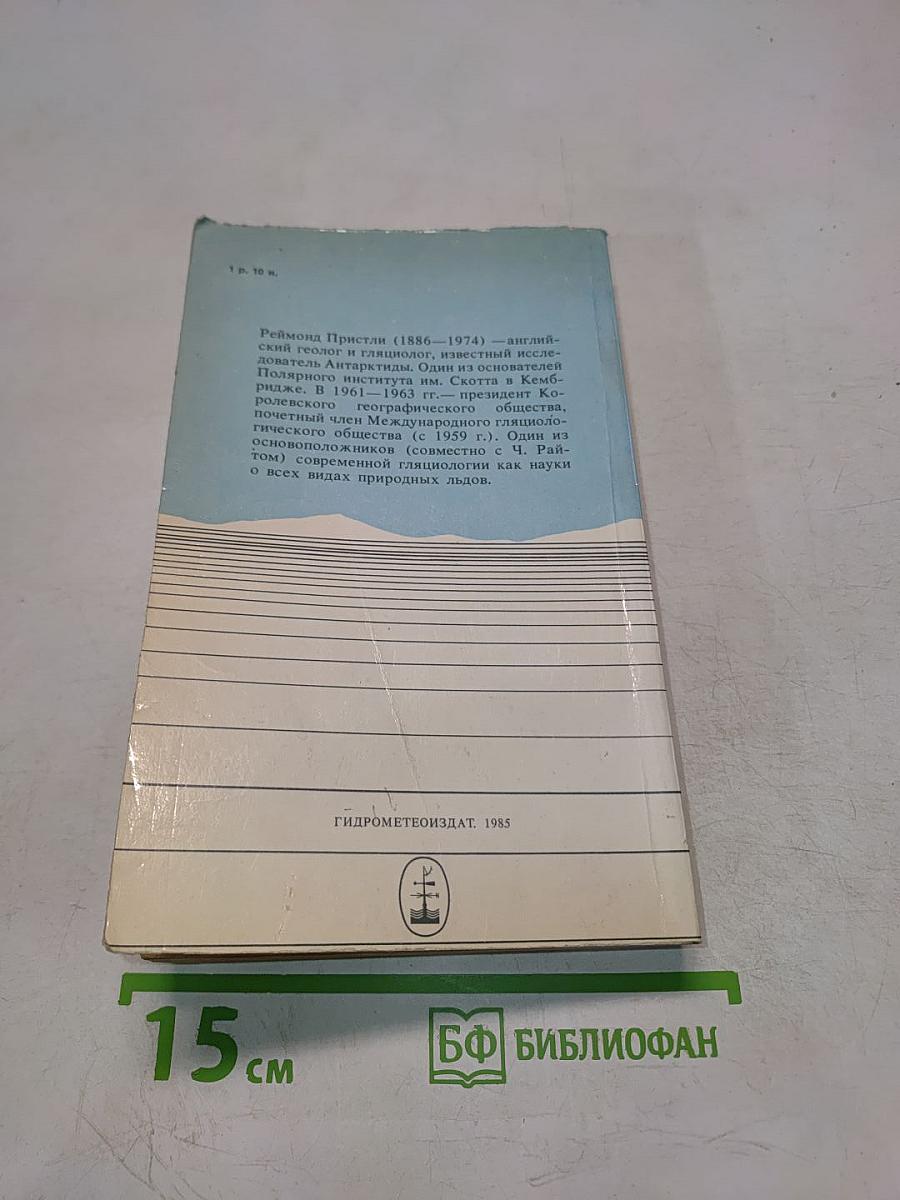 1 р. 10 к.
Реймонд Пристли (1886—1974) —англий-
ский геолог и гляциолог, известный иссле-
дователь Антарктиды. Один из основателей
Полярного института им. Скотта в Кемб-
ридже. В 1961—1963 гг.— президент Ко-
ролевского географического общества,
почетный член Международного гляциоло-
гического общества (с 1959 г.). Один из
основоположников (совместно с Ч. Рай-
том) современной гляциологии как науки
о всех видах природных льдов.
ГИДРОМЕТЕОИЗДАТ. 1985
15 см
БФ БИБЛИОФАН